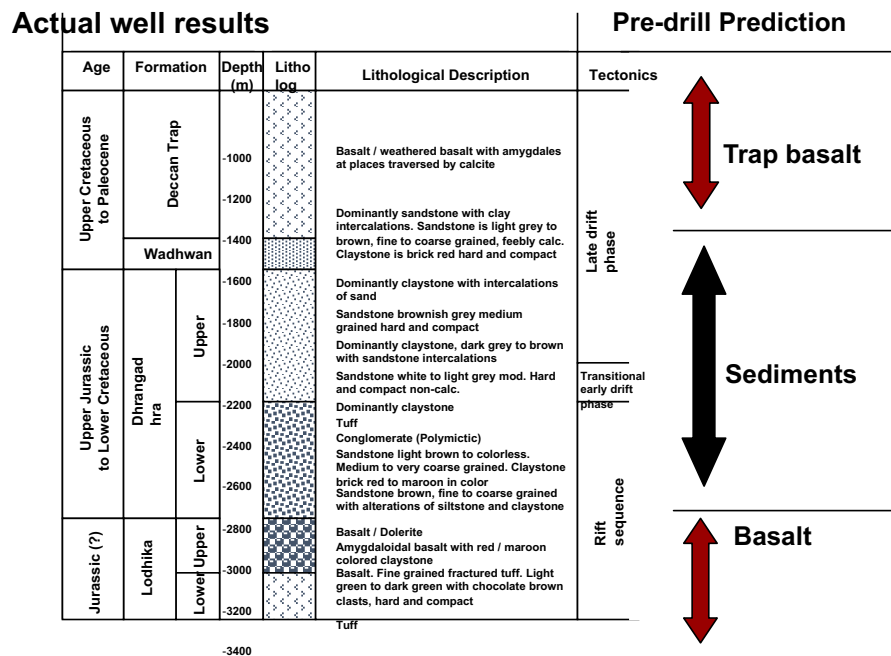 Actual well results
Pre-drill Prediction
Age
Formation
Depth
(m)
Litho
log
Lithological Description
Tectonics
Upper Cretaceous
to Paleocene
Deccan Trap
Wadhwan
Upper Jurassic
to Lower Cretaceous
Dhrangad
hra
Upper
Lower
Jurassic (?)
Lodhika
Upper
Lower
-1000
-1200
-1400
-1600
-1800
-2000
-2200
-2400
-2600
-2800
-3000
-3200
-3400
Basalt / weathered basalt with amygdales
at places traversed by calcite
Dominantly sandstone with clay
intercalations. Sandstone is light grey to
brown, fine to coarse grained, feebly calc.
Claystone is brick red hard and compact
Dominantly claystone with intercalations
of sand
Sandstone brownish grey medium
grained hard and compact
Dominantly claystone, dark grey to brown
with sandstone intercalations
Sandstone white to light grey mod. Hard
and compact non-calc.
Dominantly claystone
Tuff
Conglomerate (Polymictic)
Sandstone light brown to colorless.
Medium to very coarse grained. Claystone
brick red to maroon in color
Sandstone brown, fine to coarse grained
with alterations of siltstone and claystone
Basalt / Dolerite
Amygdaloidal basalt with red / maroon
colored claystone
Basalt. Fine grained fractured tuff. Light
green to dark green with chocolate brown
clasts, hard and compact
Tuff
Late drift
phase
Transitional
early drift
phase
Rift
sequence
Trap basalt
Sediments
Basalt